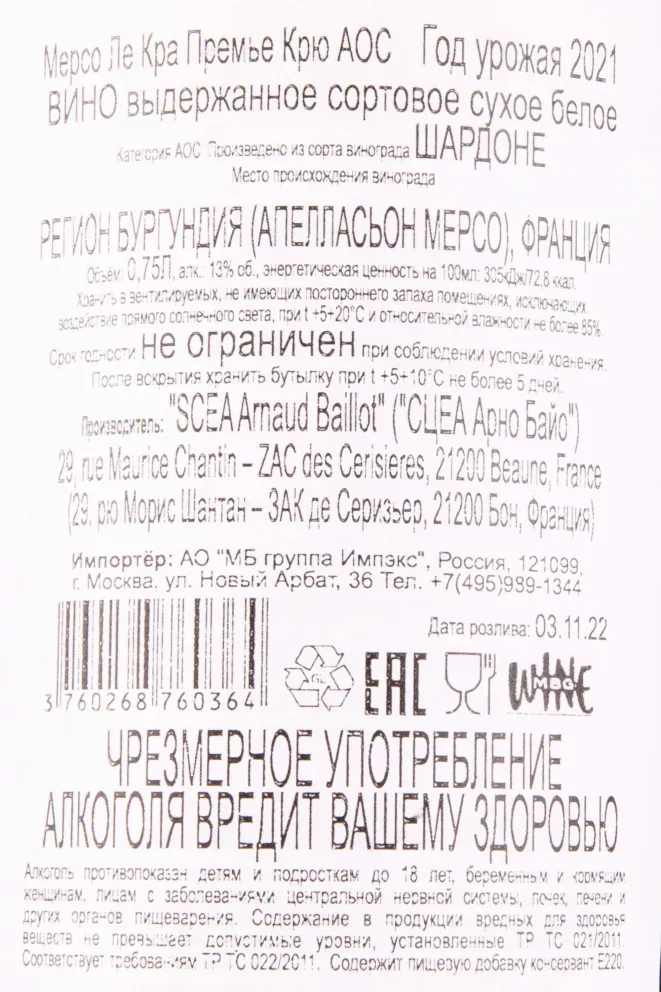 Мерсо Ле Кра Премье Крю АОС Год урожая 2021
ВИНО выдержанное сортовое сухое белое
Категория АОС Произведено из сорта винограда ШАРДОНЕ
Место происхождения винограда
РЕГИОН БУРГУНДИЯ (АПЕЛЛАСЬОН МЕРСО), ФРАНЦИЯ
Объём: 0,75Л, алк.: 13% об., энергетическая ценность на 100мл: 305кДж/72,8 ккал.
Хранить в вентилируемых, не имеющих постороннего запаха помещениях, исключающих
воздействие прямого солнечного света, при t +5+20°С и относительной влажности не более 85%.
Срок годности не ограничен при соблюдении условий хранения.
После вскрытия хранить бутылку при t +5+10°С не более 5 дней.
Производитель: "SCEA Arnaud Baillot" ("СЦЕА Арно Байо")
29, rue Maurice Chantin – ZAC des Cerisieres, 21200 Beaune, France
(29, рю Морис Шантан – ЗАК де Серизьер, 21200 Бон, Франция)
Импортёр: АО "МБ группа Импэкс", Россия, 121099,
г. Москва, ул. Новый Арбат, 36 Тел. +7(495)989-1344
Дата розлива: 03.11.22
3 760268 760364
GL
EAC
WINE
MBG
ЧРЕЗМЕРНОЕ УПОТРЕБЛЕНИЕ
АЛКОГОЛЯ ВРЕДИТ ВАШЕМУ ЗДОРОВЬЮ
Алкоголь противопоказан детям и подросткам до 18 лет, беременным и кормящим
женщинам, лицам с заболеваниями центральной нервной системы, почек, печени и
других органов пищеварения. Содержание в продукции вредных для здоровья
веществ не превышает допустимые уровни, установленные ТР ТС 021/2011.
Соответствует требованиям ТР ТС 022/2011. Содержит пищевую добавку консервант Е220.